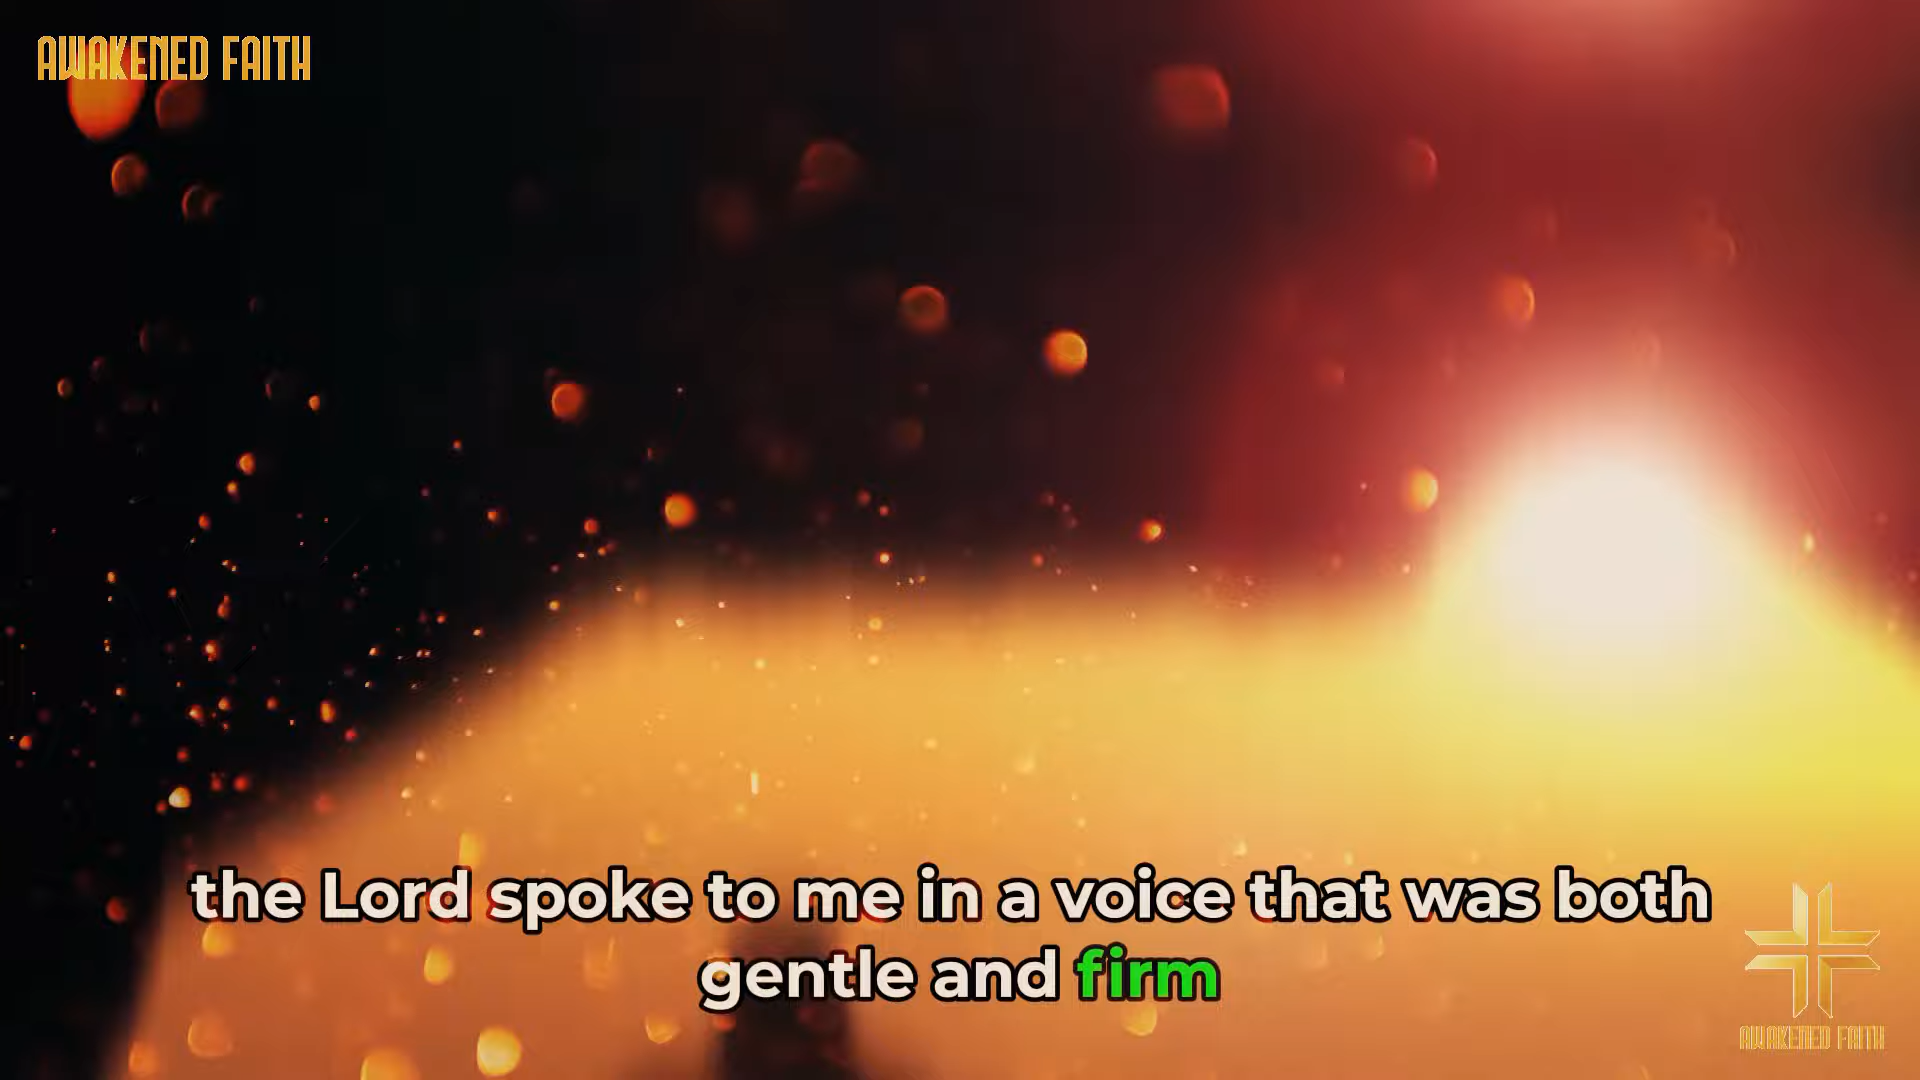 AWAKENED FAITH
the Lord spoke to me in a voice that was both
gentle and firm
AWAKENED FAITH